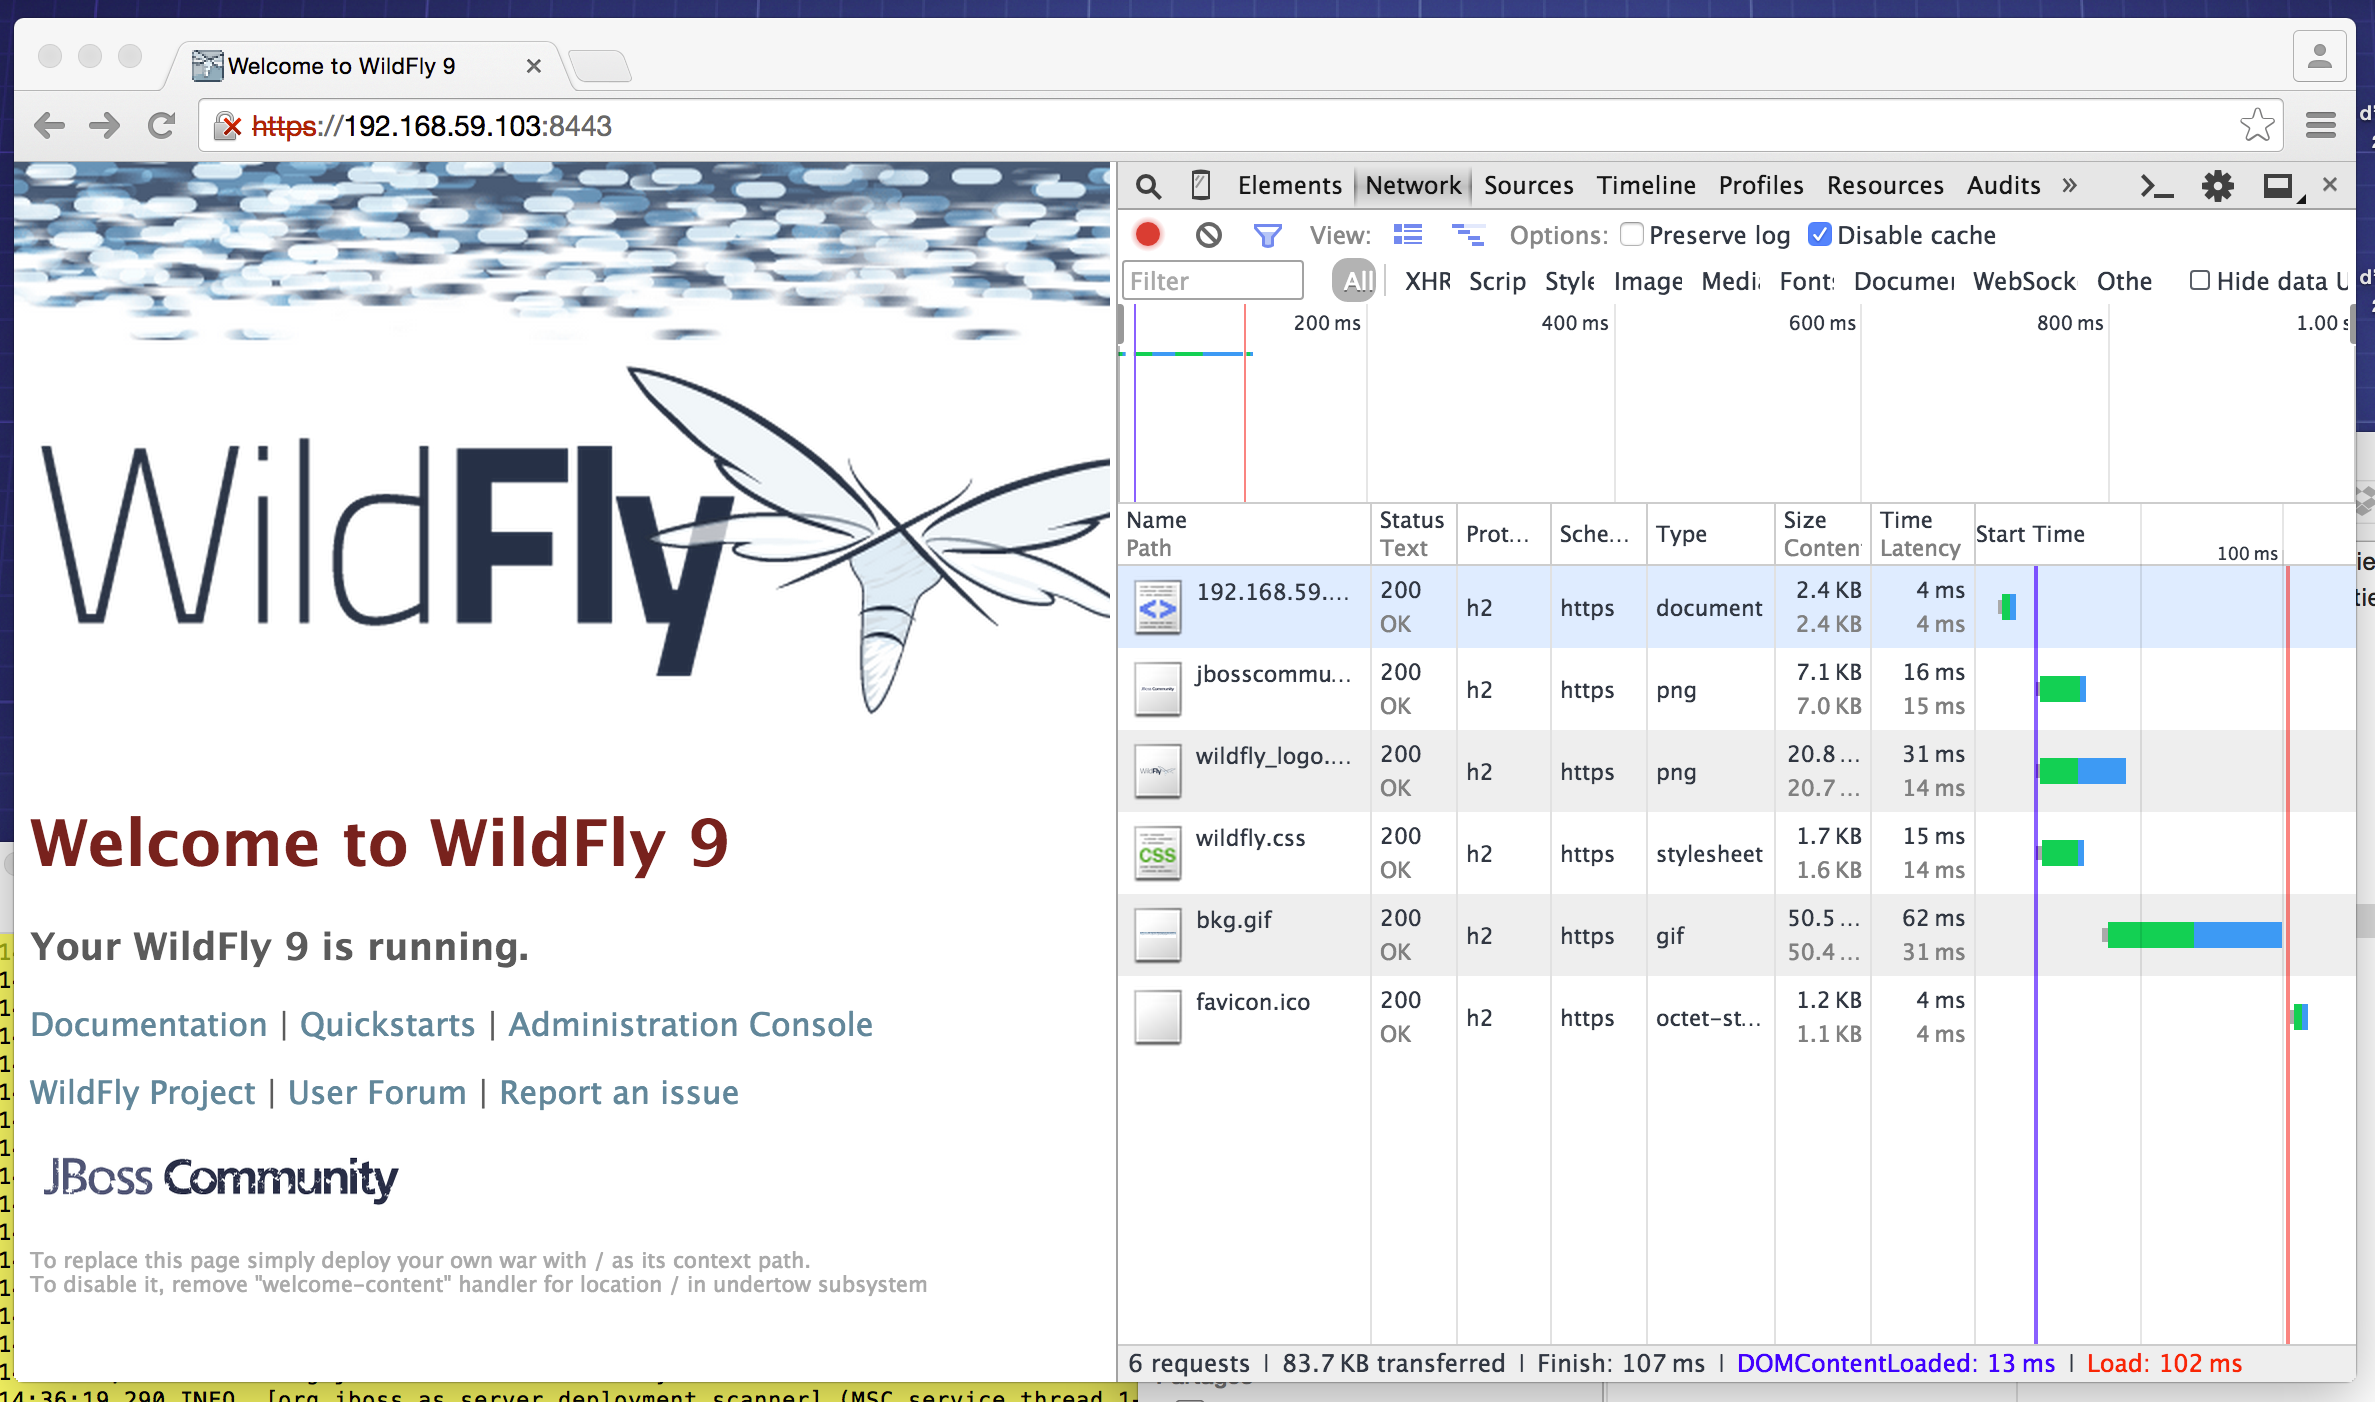 Welcome to WildFly 9
https://192.168.59.103:8443
Elements Network Sources Timeline Profiles Resources Audits »
View: Options: Preserve log Disable cache
Filter All XHR Scrip Style Image Medi Font Documen WebSock Othe Hide data U
200 ms 400 ms 600 ms 800 ms 1.00 s
Name Path Status Text Prot... Sche... Type Size Conten Time Latency Start Time 100 ms
192.168.59.... 200 OK h2 https document 2.4 KB 2.4 KB 4 ms 4 ms
jbosscommu... 200 OK h2 https png 7.1 KB 7.0 KB 16 ms 15 ms
wildfly_logo.... 200 OK h2 https png 20.8... 20.7... 31 ms 14 ms
wildfly.css 200 OK h2 https stylesheet 1.7 KB 1.6 KB 15 ms 14 ms
bkg.gif 200 OK h2 https gif 50.5... 50.4... 62 ms 31 ms
favicon.ico 200 OK h2 https octet-st... 1.2 KB 1.1 KB 4 ms 4 ms
6 requests | 83.7 KB transferred | Finish: 107 ms | DOMContentLoaded: 13 ms | Load: 102 ms
WildFly
Welcome to WildFly 9
Your WildFly 9 is running.
Documentation | Quickstarts | Administration Console
WildFly Project | User Forum | Report an issue
JBoss Community
To replace this page simply deploy your own war with / as its context path.
To disable it, remove "welcome-content" handler for location / in undertow subsystem
14:36:19,290 INFO [org.jboss.as.server.deployment.scanner] (MSC service thread 1-